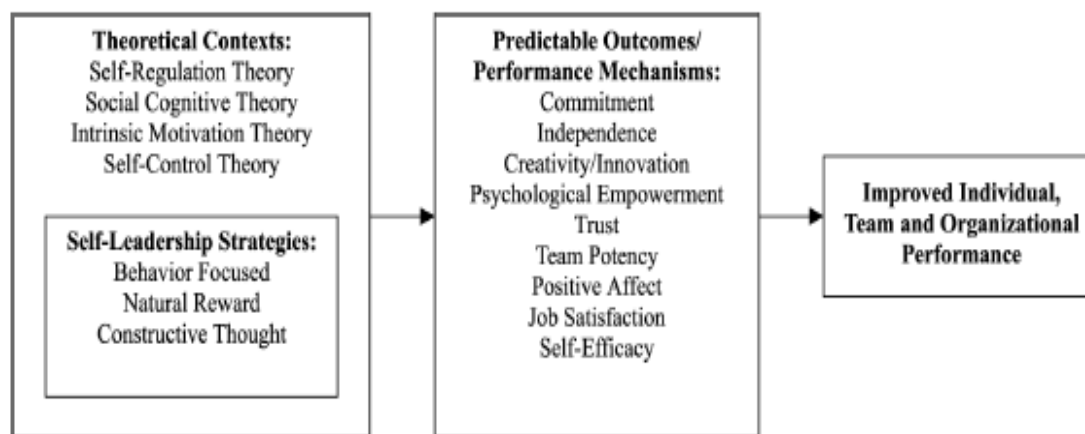 Theoretical Contexts:
Self-Regulation Theory
Social Cognitive Theory
Intrinsic Motivation Theory
Self-Control Theory
Self-Leadership Strategies:
Behavior Focused
Natural Reward
Constructive Thought
Predictable Outcomes/
Performance Mechanisms:
Commitment
Independence
Creativity/Innovation
Psychological Empowerment
Trust
Team Potency
Positive Affect
Job Satisfaction
Self-Efficacy
Improved Individual,
Team and Organizational
Performance